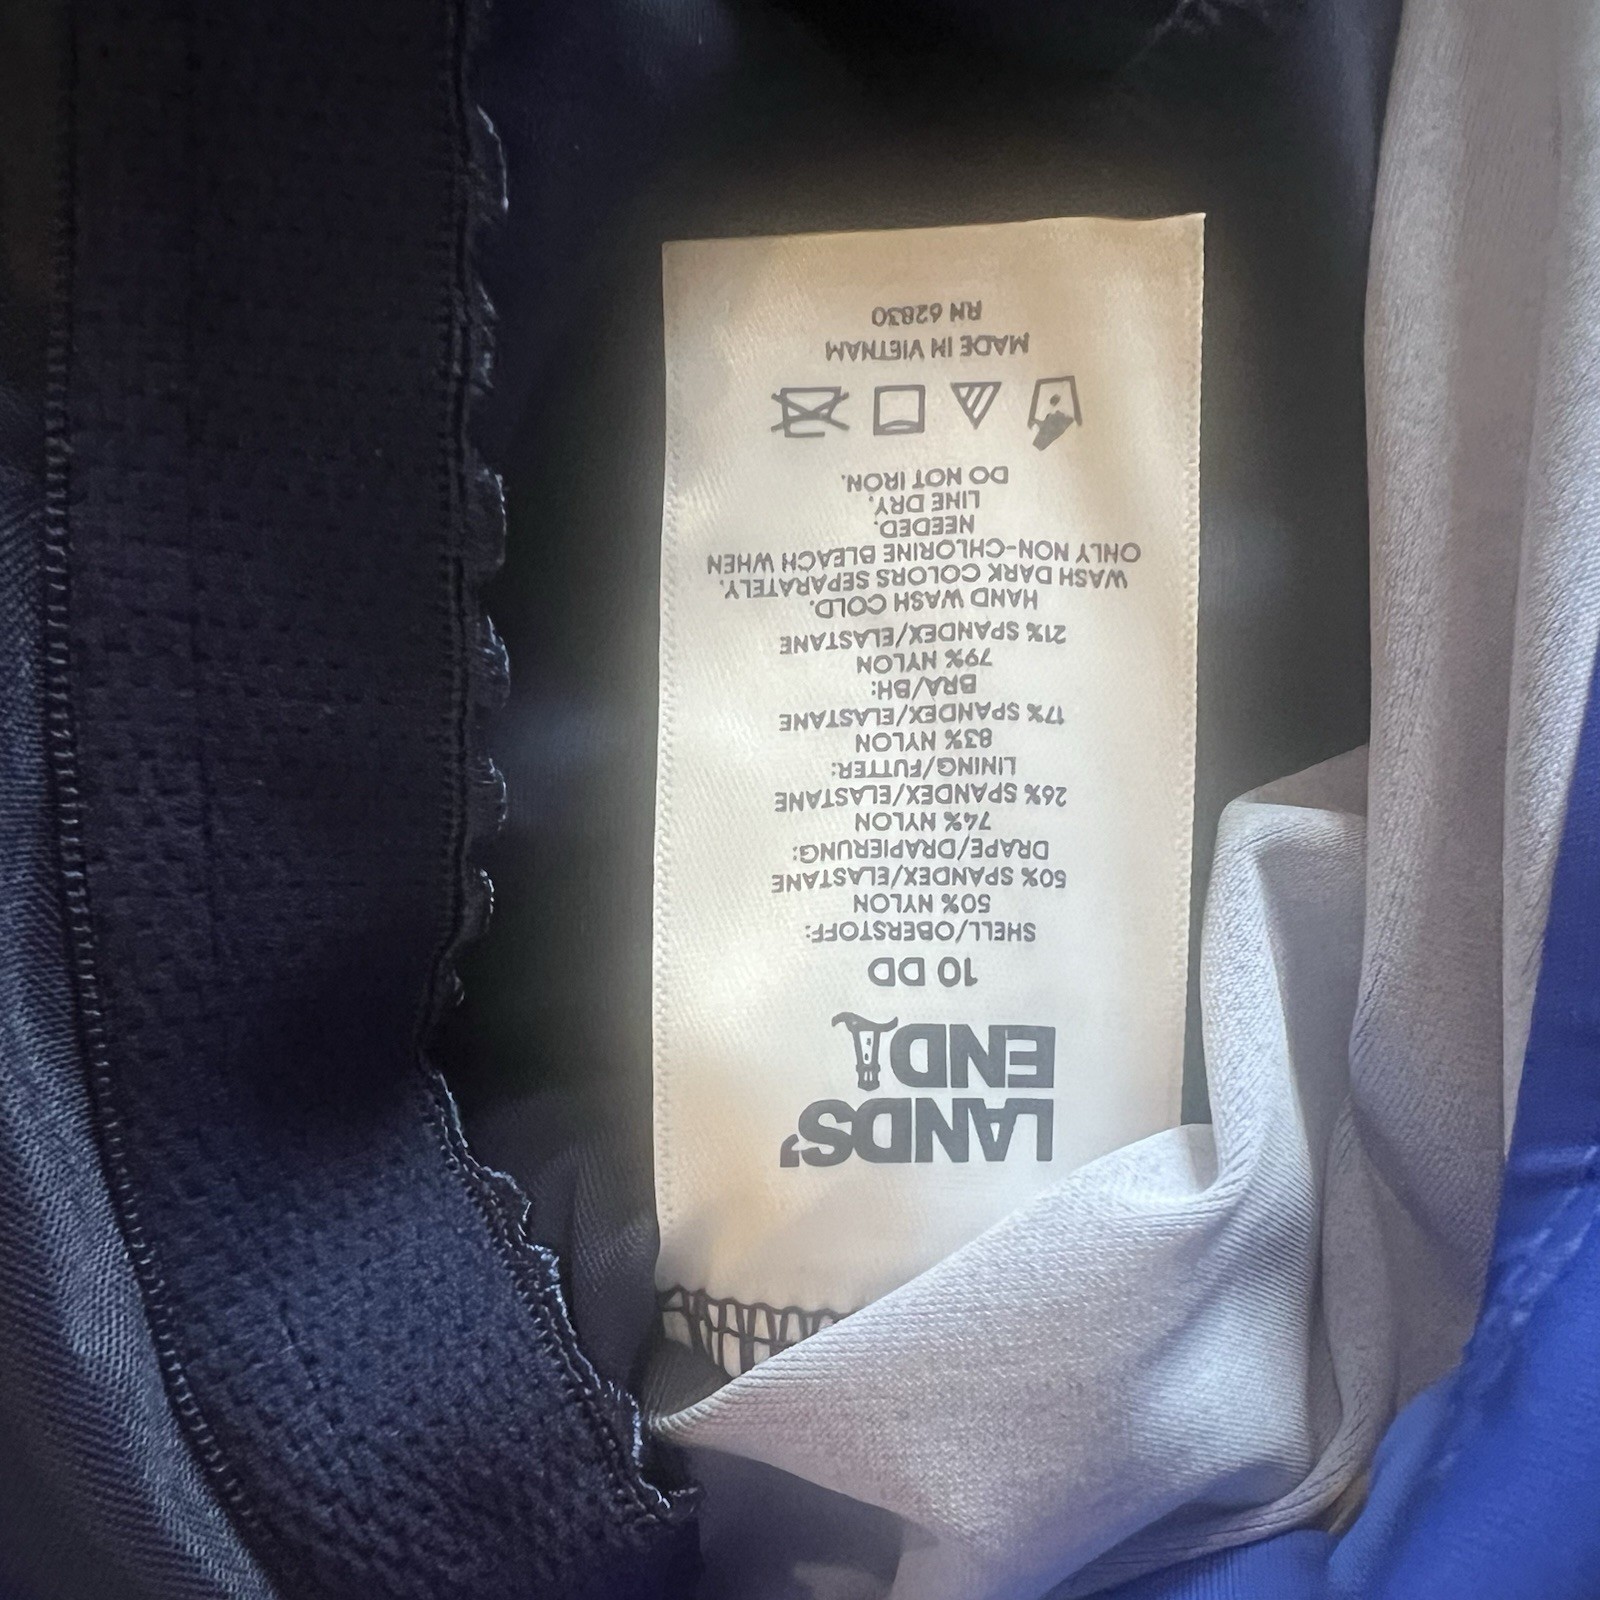 LANDS'
END
10 DD
SHELL/OBERSTOFF:
50% NYLON
50% SPANDEX/ELASTANE
DRAPE/DRAPIERUNG:
74% NYLON
26% SPANDEX/ELASTANE
LINING/FUTTER:
83% NYLON
17% SPANDEX/ELASTANE
BRA/BH:
79% NYLON
21% SPANDEX/ELASTANE
HAND WASH COLD.
WASH DARK COLORS SEPARATELY.
ONLY NON-CHLORINE BLEACH WHEN
NEEDED.
LINE DRY.
DO NOT IRON.
MADE IN VIETNAM
RN 62830